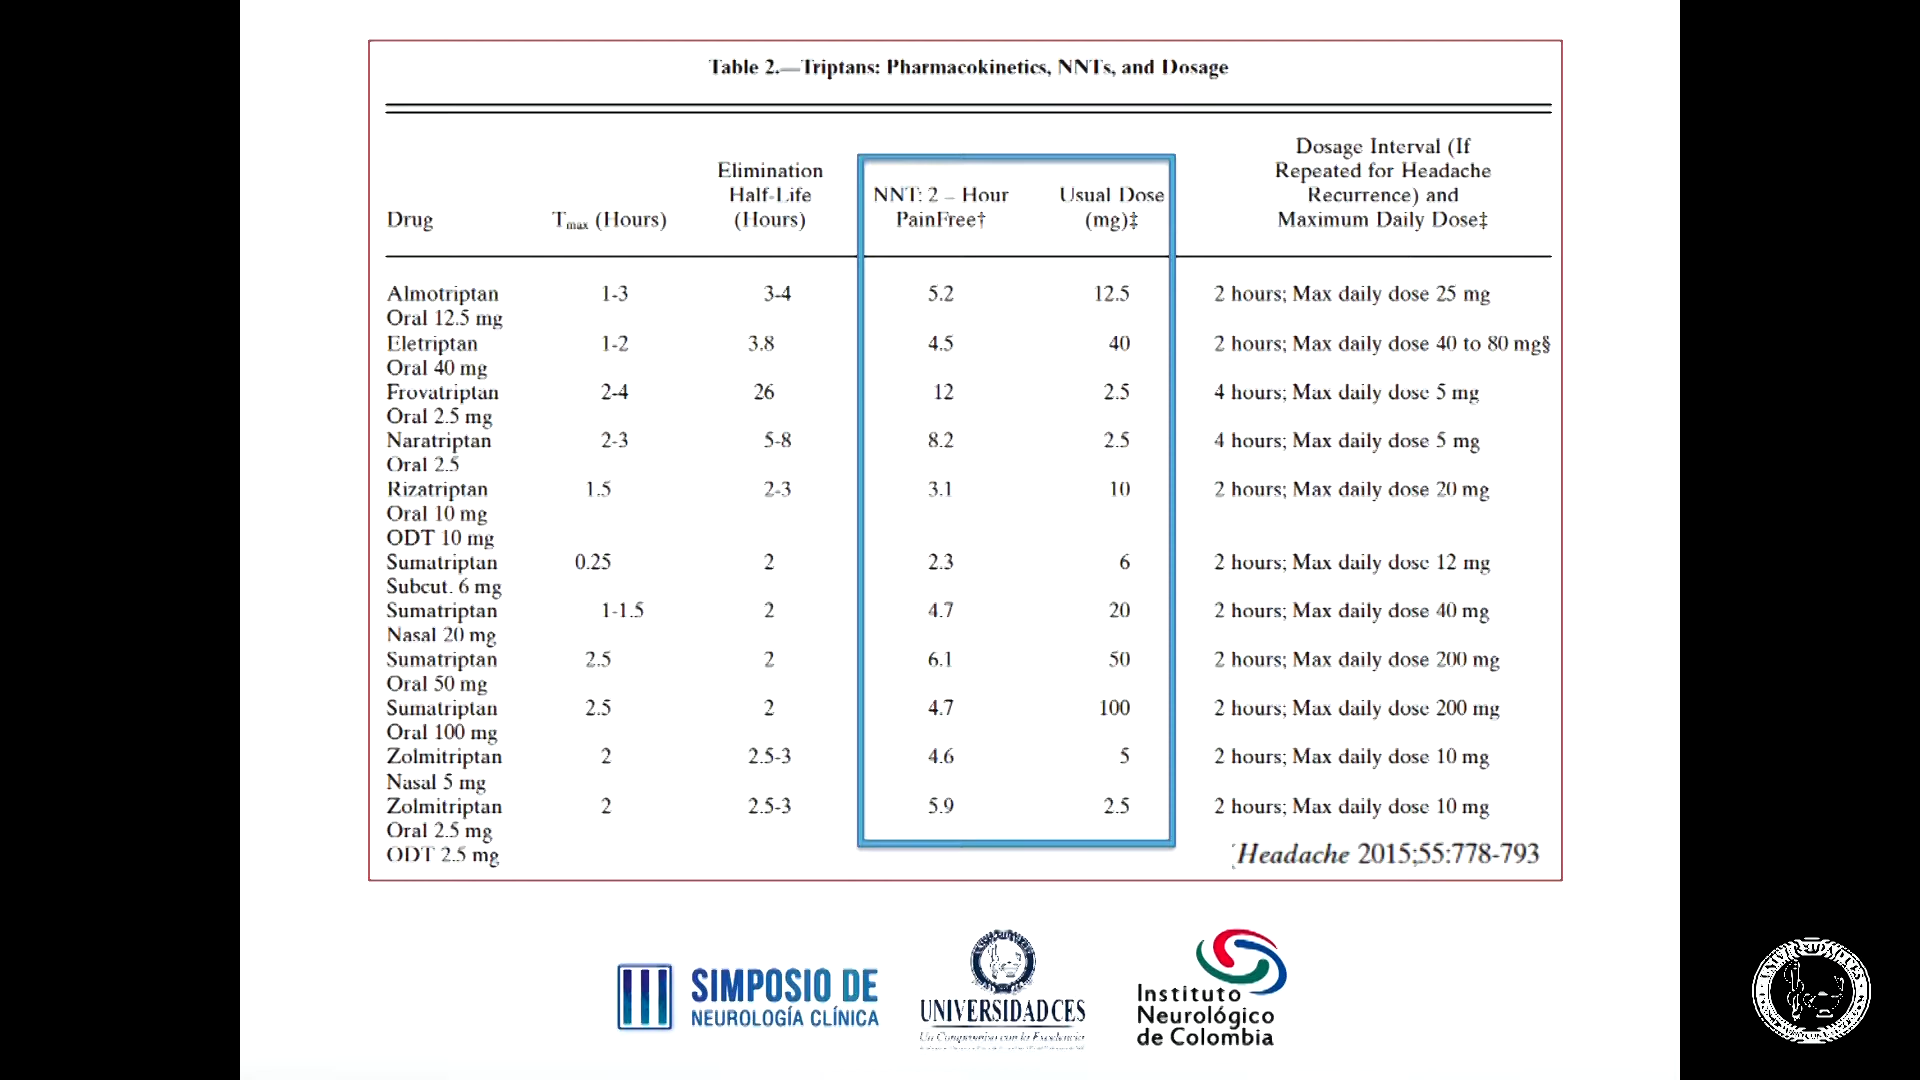 Table 2.—Triptans: Pharmacokinetics, NNTs, and Dosage
Drug
Tmax (Hours)
Elimination
Half-Life
(Hours)
NNT: 2 – Hour
PainFree†
Usual Dose
(mg)‡
Dosage Interval (If
Repeated for Headache
Recurrence) and
Maximum Daily Dose‡
Almotriptan 1-3 3-4 5.2 12.5 2 hours; Max daily dose 25 mg
Oral 12.5 mg
Eletriptan 1-2 3.8 4.5 40 2 hours; Max daily dose 40 to 80 mg§
Oral 40 mg
Frovatriptan 2-4 26 12 2.5 4 hours; Max daily dose 5 mg
Oral 2.5 mg
Naratriptan 2-3 5-8 8.2 2.5 4 hours; Max daily dose 5 mg
Oral 2.5
Rizatriptan 1.5 2-3 3.1 10 2 hours; Max daily dose 20 mg
Oral 10 mg
ODT 10 mg
Sumatriptan 0.25 2 2.3 6 2 hours; Max daily dose 12 mg
Subcut. 6 mg
Sumatriptan 1-1.5 2 4.7 20 2 hours; Max daily dose 40 mg
Nasal 20 mg
Sumatriptan 2.5 2 6.1 50 2 hours; Max daily dose 200 mg
Oral 50 mg
Sumatriptan 2.5 2 4.7 100 2 hours; Max daily dose 200 mg
Oral 100 mg
Zolmitriptan 2 2.5-3 4.6 5 2 hours; Max daily dose 10 mg
Nasal 5 mg
Zolmitriptan 2 2.5-3 5.9 2.5 2 hours; Max daily dose 10 mg
Oral 2.5 mg
ODT 2.5 mg
Headache 2015;55:778-793
III SIMPOSIO DE
NEUROLOGÍA CLÍNICA
UNIVERSIDAD CES
Un Compromiso con la Excelencia
Instituto
Neurológico
de Colombia